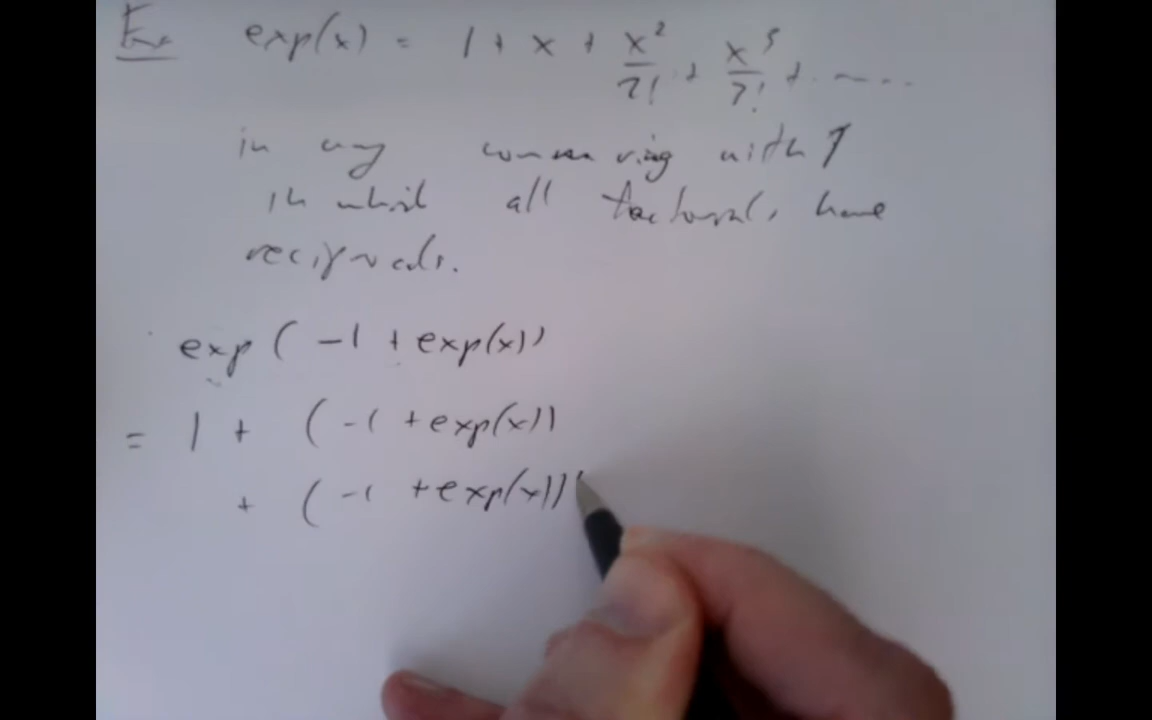 Ex exp(x) = 1 + x + x²/2! + x³/3! + ....
in any comm ring with 1
in which all factorials have
reciprocals.
exp(-1 + exp(x))
= 1 + (-1 + exp(x))
+ (-1 + exp(x))